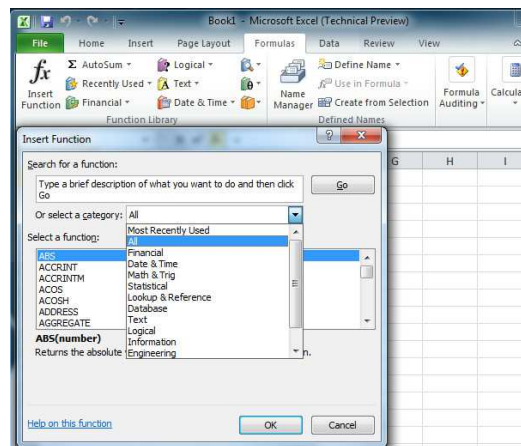 Book1 - Microsoft Excel (Technical Preview)
File Home Insert Page Layout Formulas Data Review View
fx
Insert
Function
Σ AutoSum
Recently Used
Financial
Logical
Text
Date & Time
Function Library
Name
Manager
Define Name
Use in Formula
Create from Selection
Defined Names
Formula
Auditing
Calcula
Insert Function
G H I
Search for a function:
Type a brief description of what you want to do and then click
Go
Go
Or select a category: All
Most Recently Used
All
Financial
Date & Time
Math & Trig
Statistical
Lookup & Reference
Database
Text
Logical
Information
Engineering
Select a function:
ABS
ACCRINT
ACCRINTM
ACOS
ACOSH
ADDRESS
AGGREGATE
ABS(number)
Returns the absolute
n.
Help on this function
OK Cancel